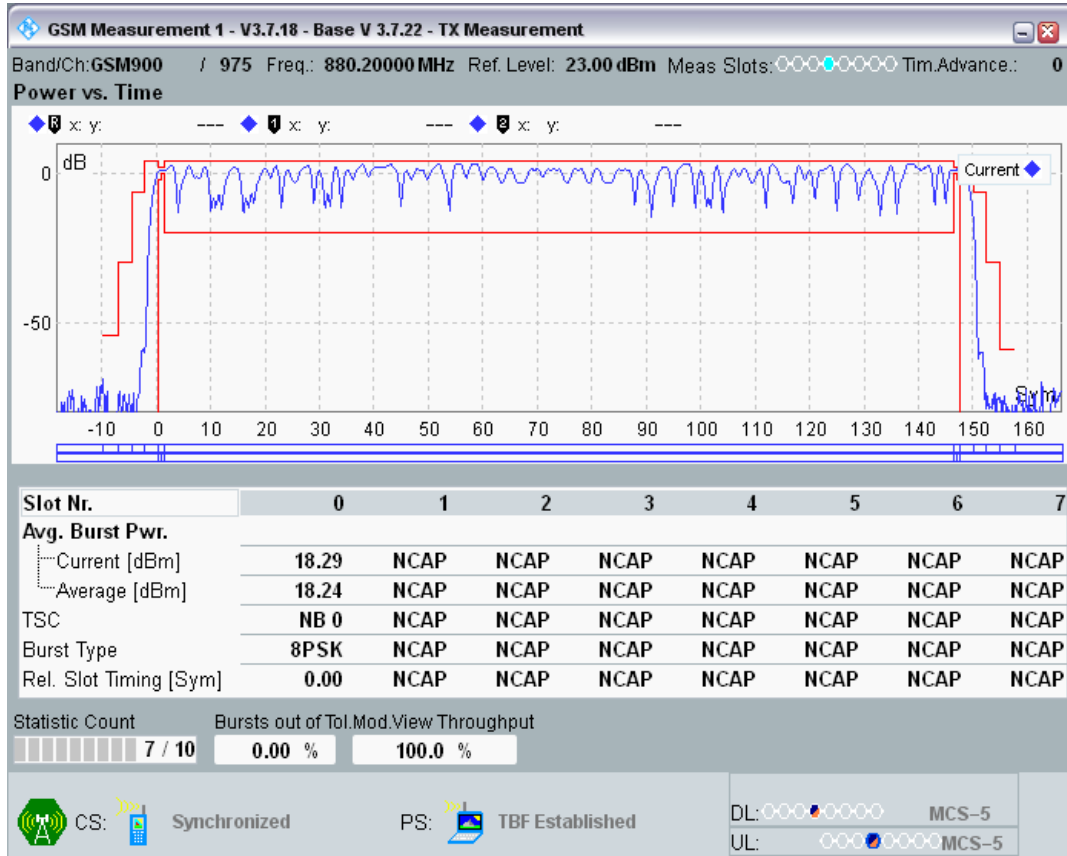 GSM Measurement 1 - V3.7.18 - Base V 3.7.22 - TX Measurement
Band/Ch:GSM900 / 975 Freq.: 880.20000 MHz Ref. Level: 23.00 dBm Meas Slots: Tim.Advance.: 0
Power vs. Time
R x: y: --- 1 x: y: --- 2 x: y: ---
dB
Current
0
-50
Sym
-10 0 10 20 30 40 50 60 70 80 90 100 110 120 130 140 150 160
Slot Nr. 0 1 2 3 4 5 6 7
Avg. Burst Pwr.
Current [dBm] 18.29 NCAP NCAP NCAP NCAP NCAP NCAP NCAP
Average [dBm] 18.24 NCAP NCAP NCAP NCAP NCAP NCAP NCAP
TSC NB 0 NCAP NCAP NCAP NCAP NCAP NCAP NCAP
Burst Type 8PSK NCAP NCAP NCAP NCAP NCAP NCAP NCAP
Rel. Slot Timing [Sym] 0.00 NCAP NCAP NCAP NCAP NCAP NCAP NCAP
Statistic Count Bursts out of Tol.Mod.View Throughput
7 / 10 0.00 % 100.0 %
CS: Synchronized PS: TBF Established
DL: MCS-5
UL: MCS-5